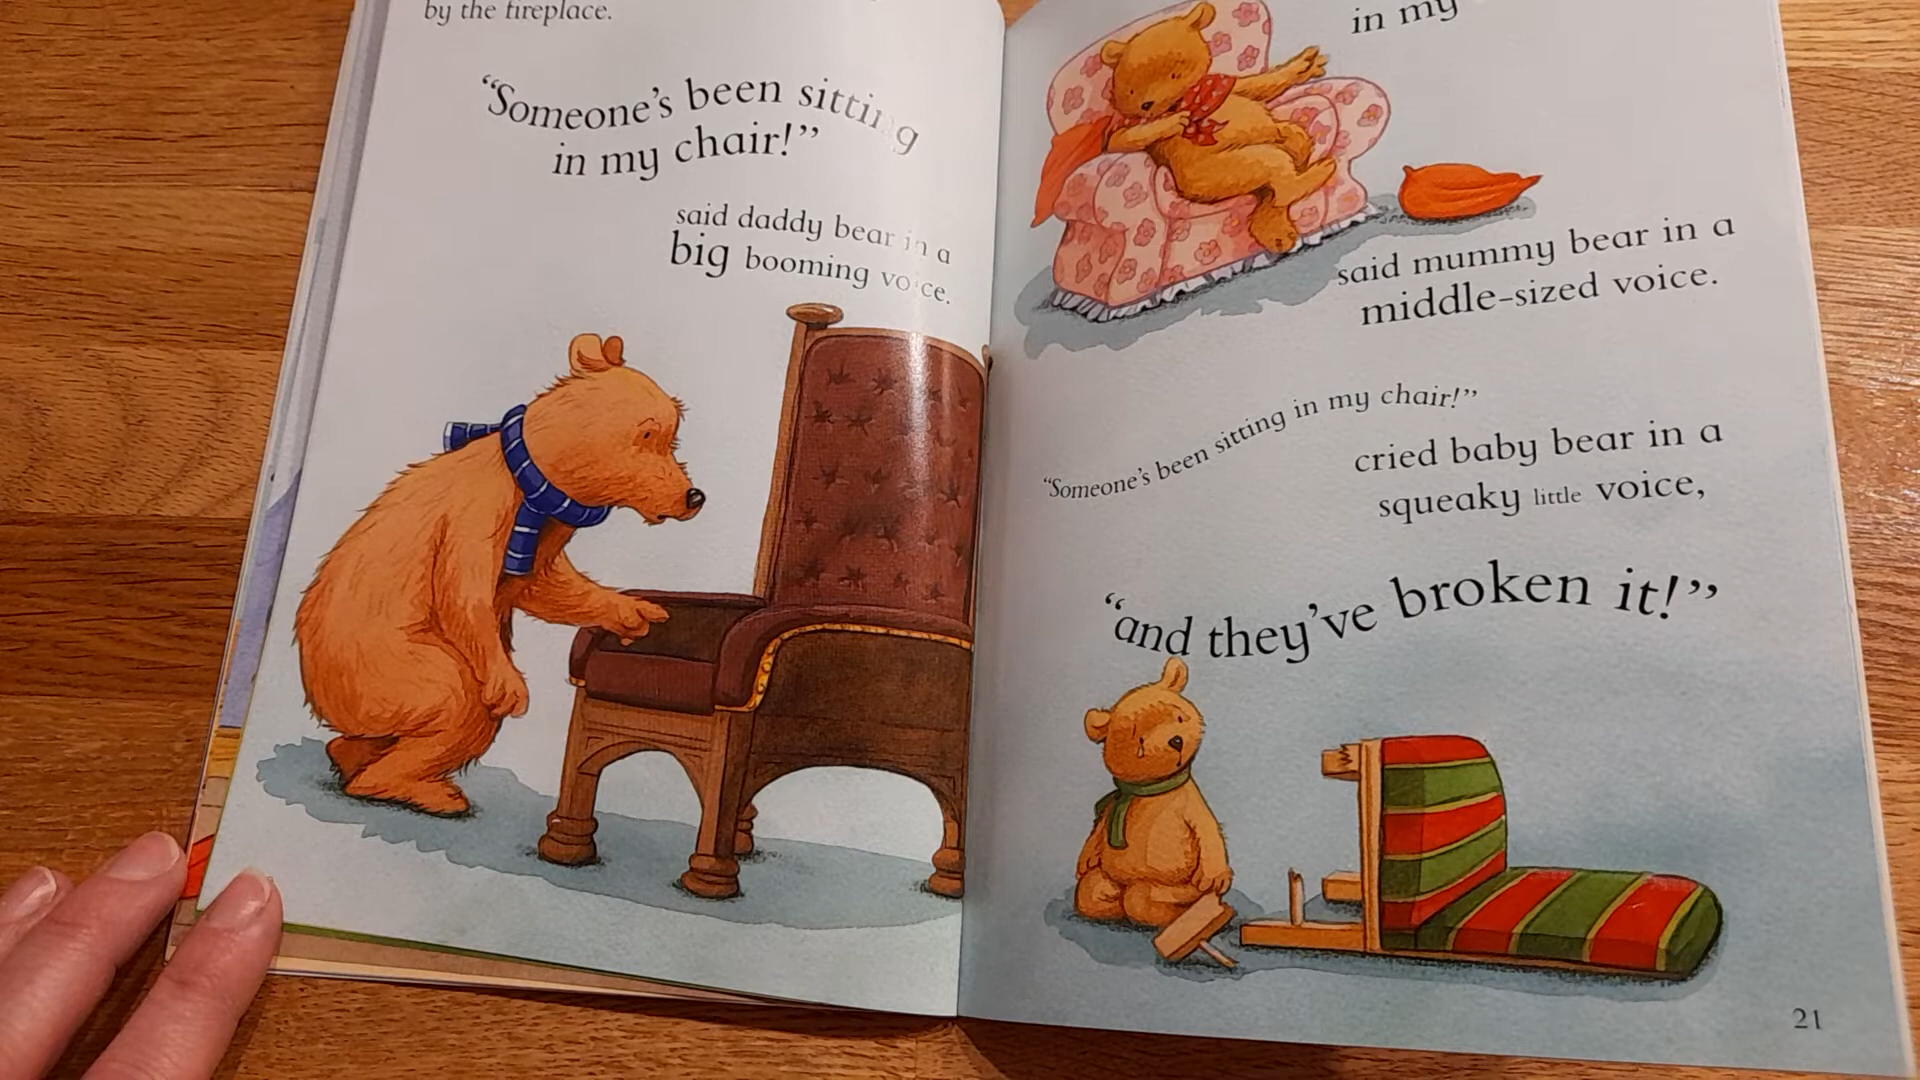 by the fireplace.
“Someone’s been sitting
in my chair!”
said daddy bear in a
big booming voice.
in my
said mummy bear in a
middle-sized voice.
“Someone’s been sitting in my chair!”
cried baby bear in a
squeaky little voice,
“and they’ve broken it!”
21